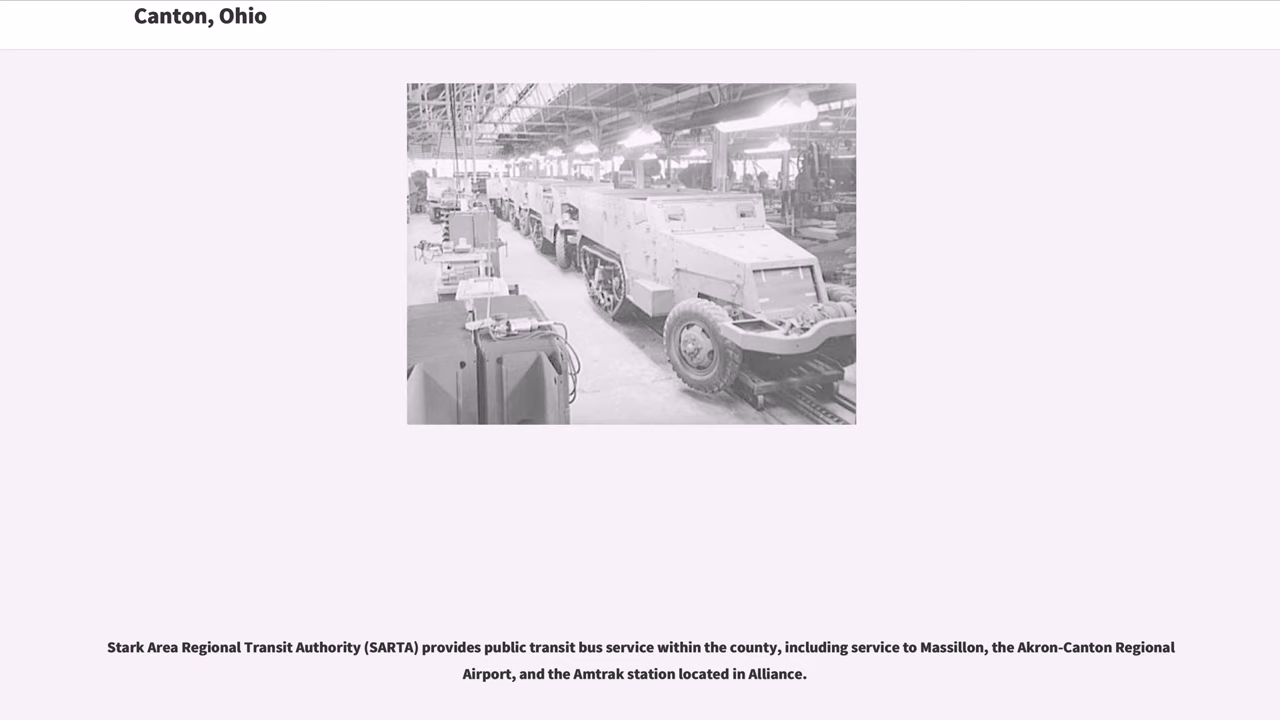 Canton, Ohio
Stark Area Regional Transit Authority (SARTA) provides public transit bus service within the county, including service to Massillon, the Akron-Canton Regional
Airport, and the Amtrak station located in Alliance.